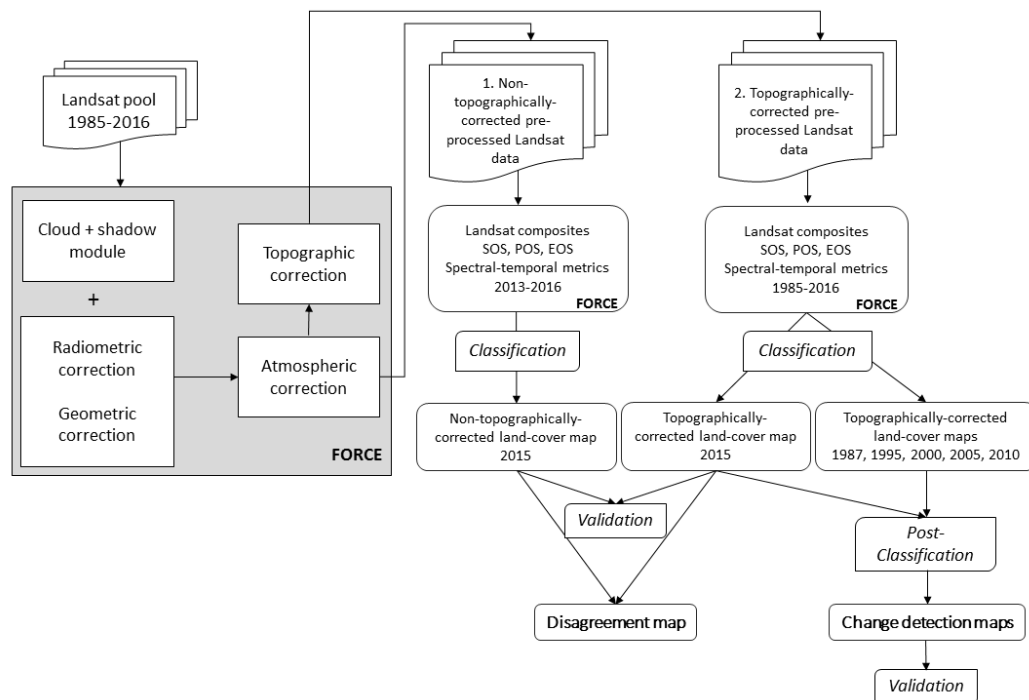 Landsat pool
1985-2016
Cloud + shadow
module
+
Radiometric
correction
Geometric
correction
Topographic
correction
Atmospheric
correction
FORCE
1. Non-
topographically-
corrected pre-
processed Landsat
data
2. Topographically-
corrected pre-
processed Landsat
data
Landsat composites
SOS, POS, EOS
Spectral-temporal metrics
2013-2016
FORCE
Landsat composites
SOS, POS, EOS
Spectral-temporal metrics
1985-2016
FORCE
Classification
Classification
Non-topographically-
corrected land-cover map
2015
Topographically-
corrected land-cover map
2015
Topographically-corrected
land-cover maps
1987, 1995, 2000, 2005, 2010
Validation
Post-
Classification
Disagreement map
Change detection maps
Validation